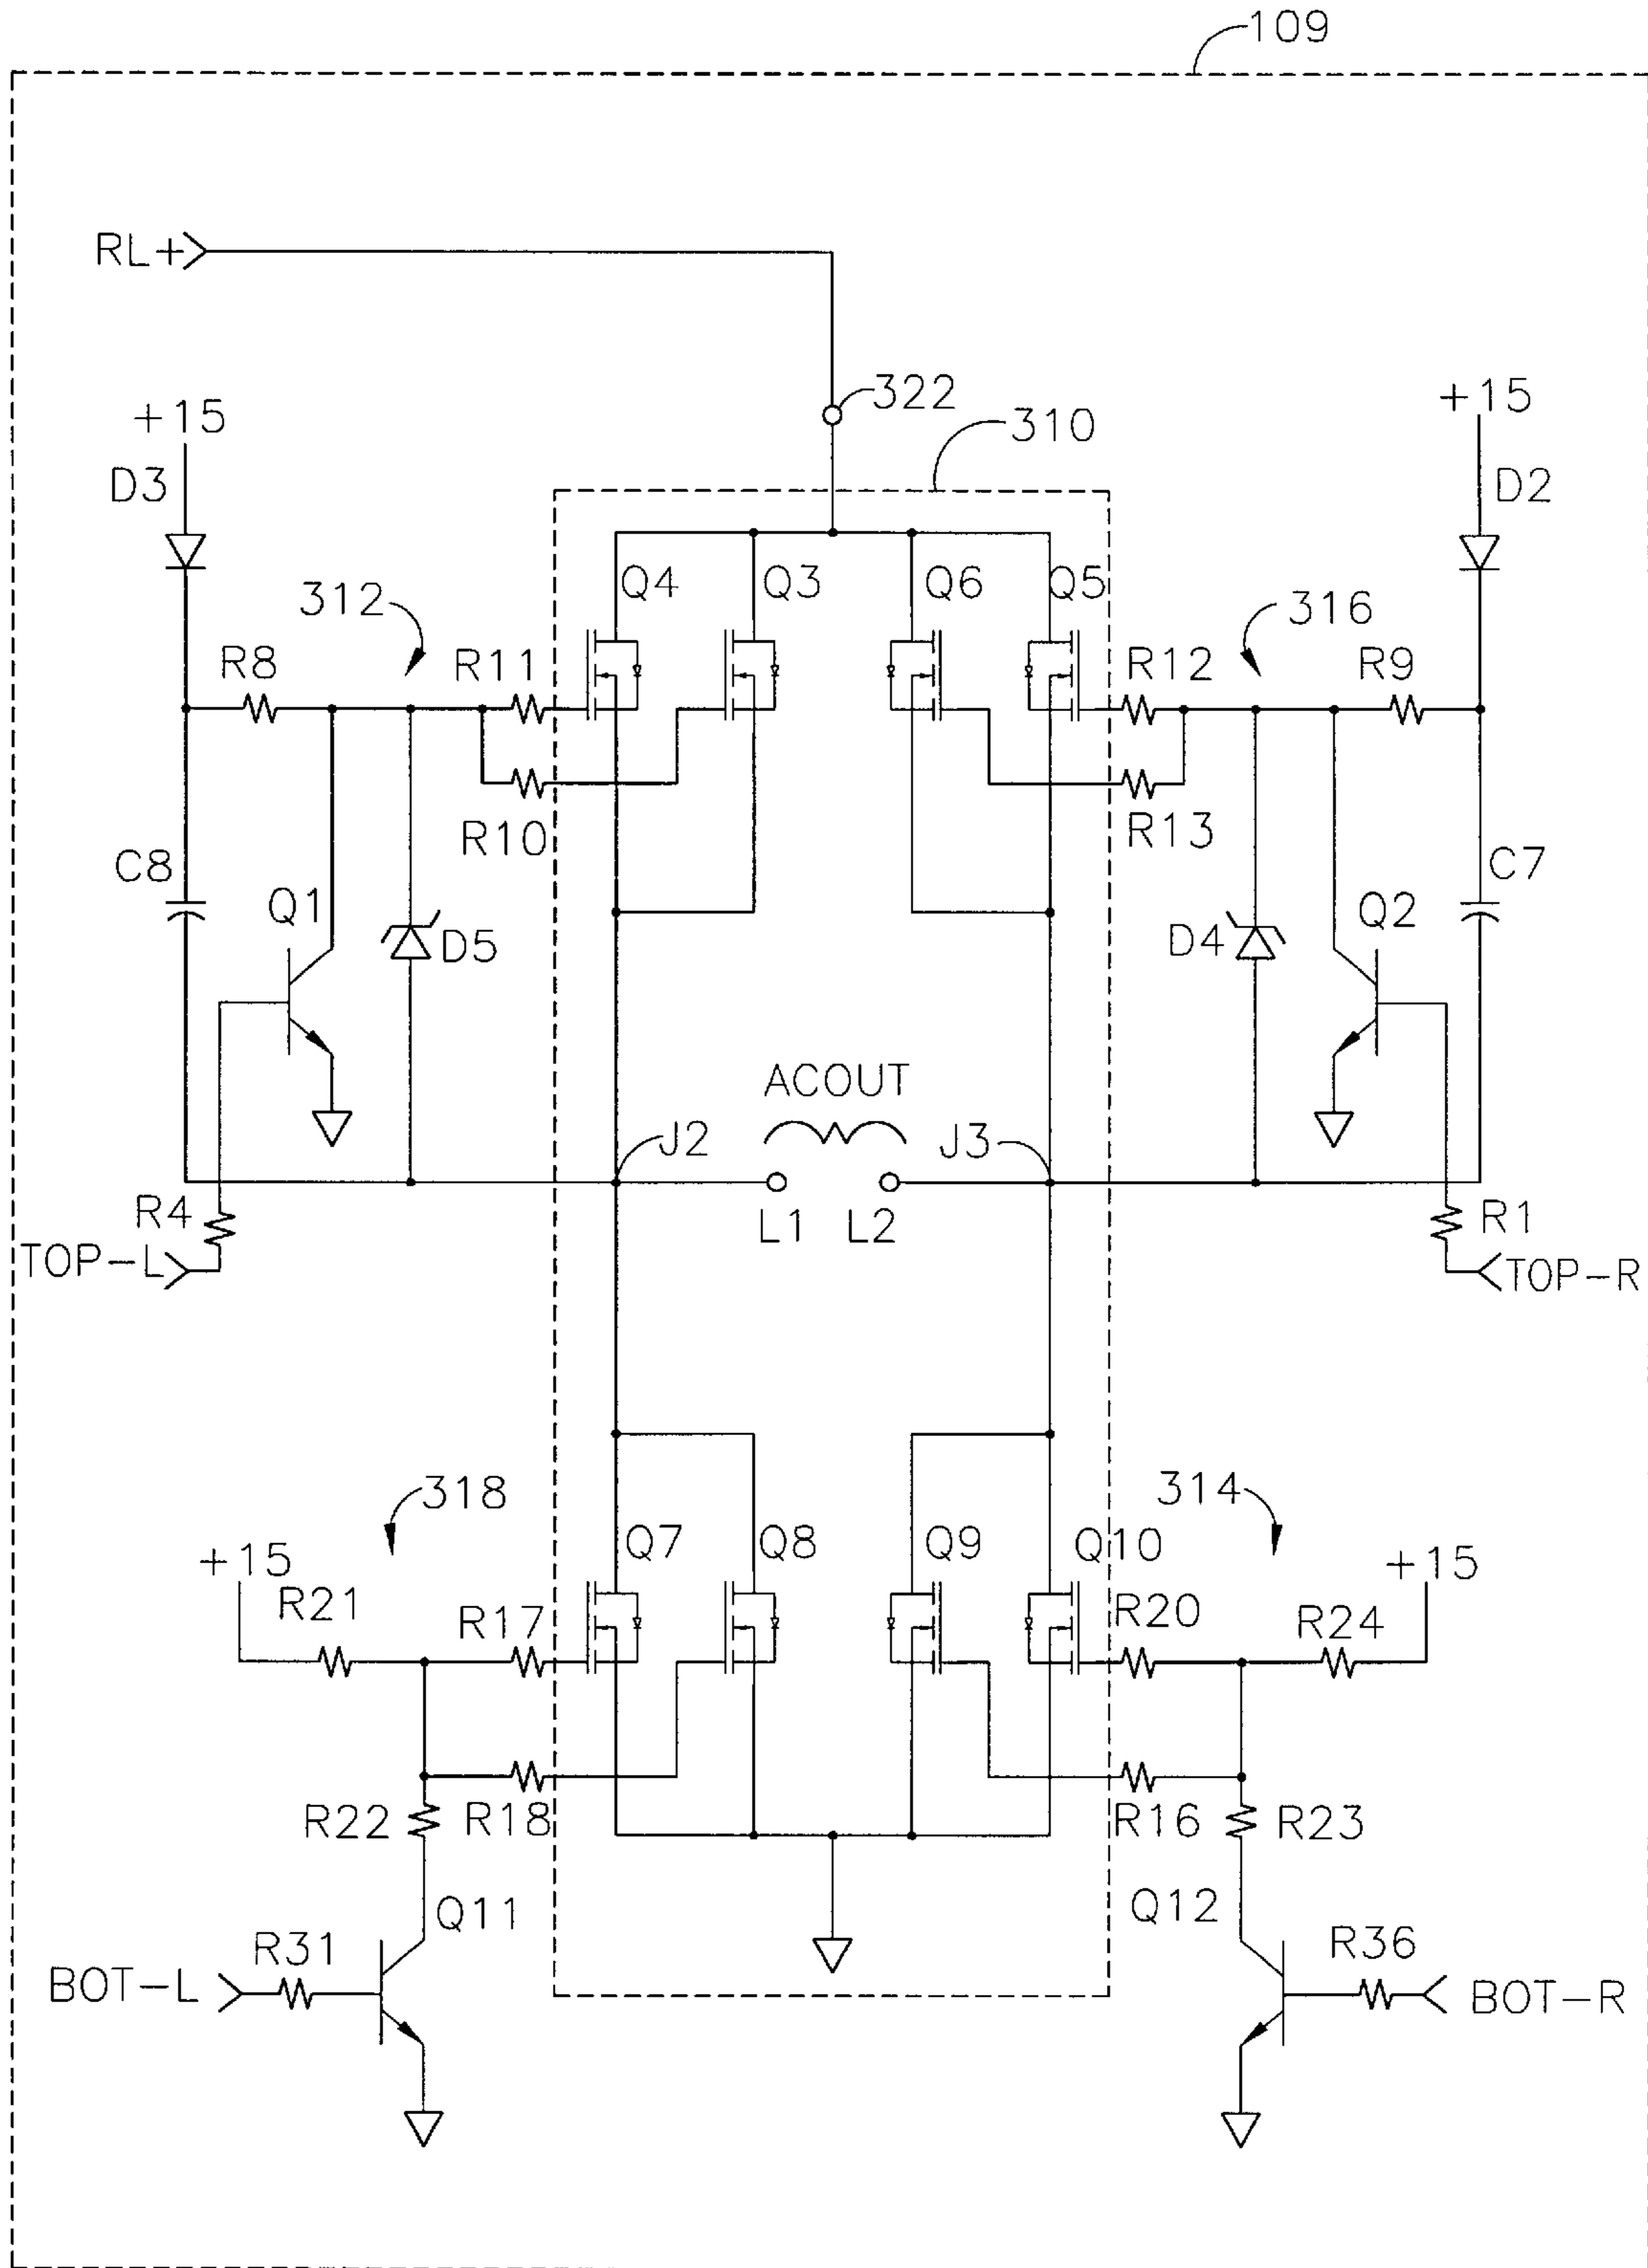 109
RL+
322
+15
+15
310
D3
D2
Q4
Q3
Q6
Q5
312
316
R8
R11
R12
R9
R10
R13
C8
C7
Q1
Q2
D5
D4
ACOUT
J2
J3
R4
L1
L2
R1
TOP-L
TOP-R
318
314
Q7
Q8
Q9
Q10
+15
+15
R21
R17
R20
R24
R22
R18
R16
R23
Q11
Q12
R31
R36
BOT-L
BOT-R